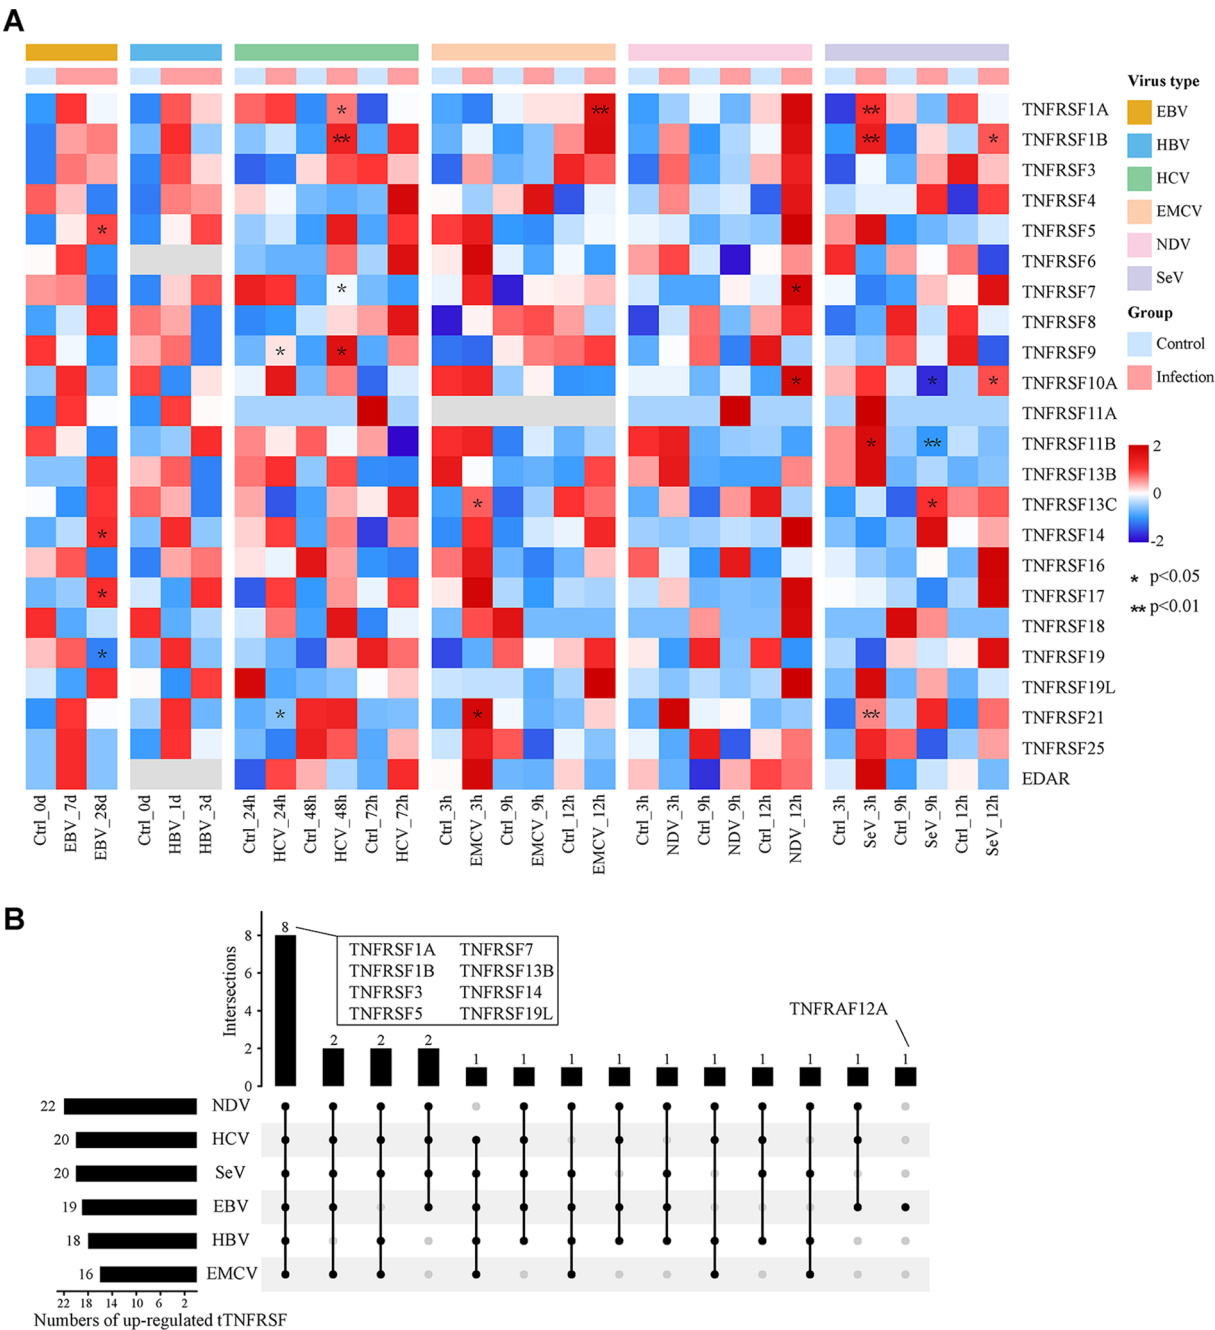 A
Virus type
EBV
HBV
HCV
EMCV
NDV
SeV
Group
Control
Infection
2
0
-2
* p<0.05
** p<0.01
* ** **
** ** *
*
* *
* *
* * *
* **
* *
*
*
*
* * **
TNFRSF1A
TNFRSF1B
TNFRSF3
TNFRSF4
TNFRSF5
TNFRSF6
TNFRSF7
TNFRSF8
TNFRSF9
TNFRSF10A
TNFRSF11A
TNFRSF11B
TNFRSF13B
TNFRSF13C
TNFRSF14
TNFRSF16
TNFRSF17
TNFRSF18
TNFRSF19
TNFRSF19L
TNFRSF21
TNFRSF25
EDAR
Ctrl_0d
EBV_7d
EBV_28d
Ctrl_0d
HBV_1d
HBV_3d
Ctrl_24h
HCV_24h
Ctrl_48h
HCV_48h
Ctrl_72h
HCV_72h
Ctrl_3h
EMCV_3h
Ctrl_9h
EMCV_9h
Ctrl_12h
EMCV_12h
Ctrl_3h
NDV_3h
Ctrl_9h
NDV_9h
Ctrl_12h
NDV_12h
Ctrl_3h
SeV_3h
Ctrl_9h
SeV_9h
Ctrl_12h
SeV_12h
B
Intersections
8
6
4
2
0
8 2 2 2 1 1 1 1 1 1 1 1 1 1
TNFRSF1A TNFRSF7
TNFRSF1B TNFRSF13B
TNFRSF3 TNFRSF14
TNFRSF5 TNFRSF19L
TNFRAF12A
22 NDV
20 HCV
20 SeV
19 EBV
18 HBV
16 EMCV
22 18 14 10 6 2
Numbers of up-regulated tTNFRSF